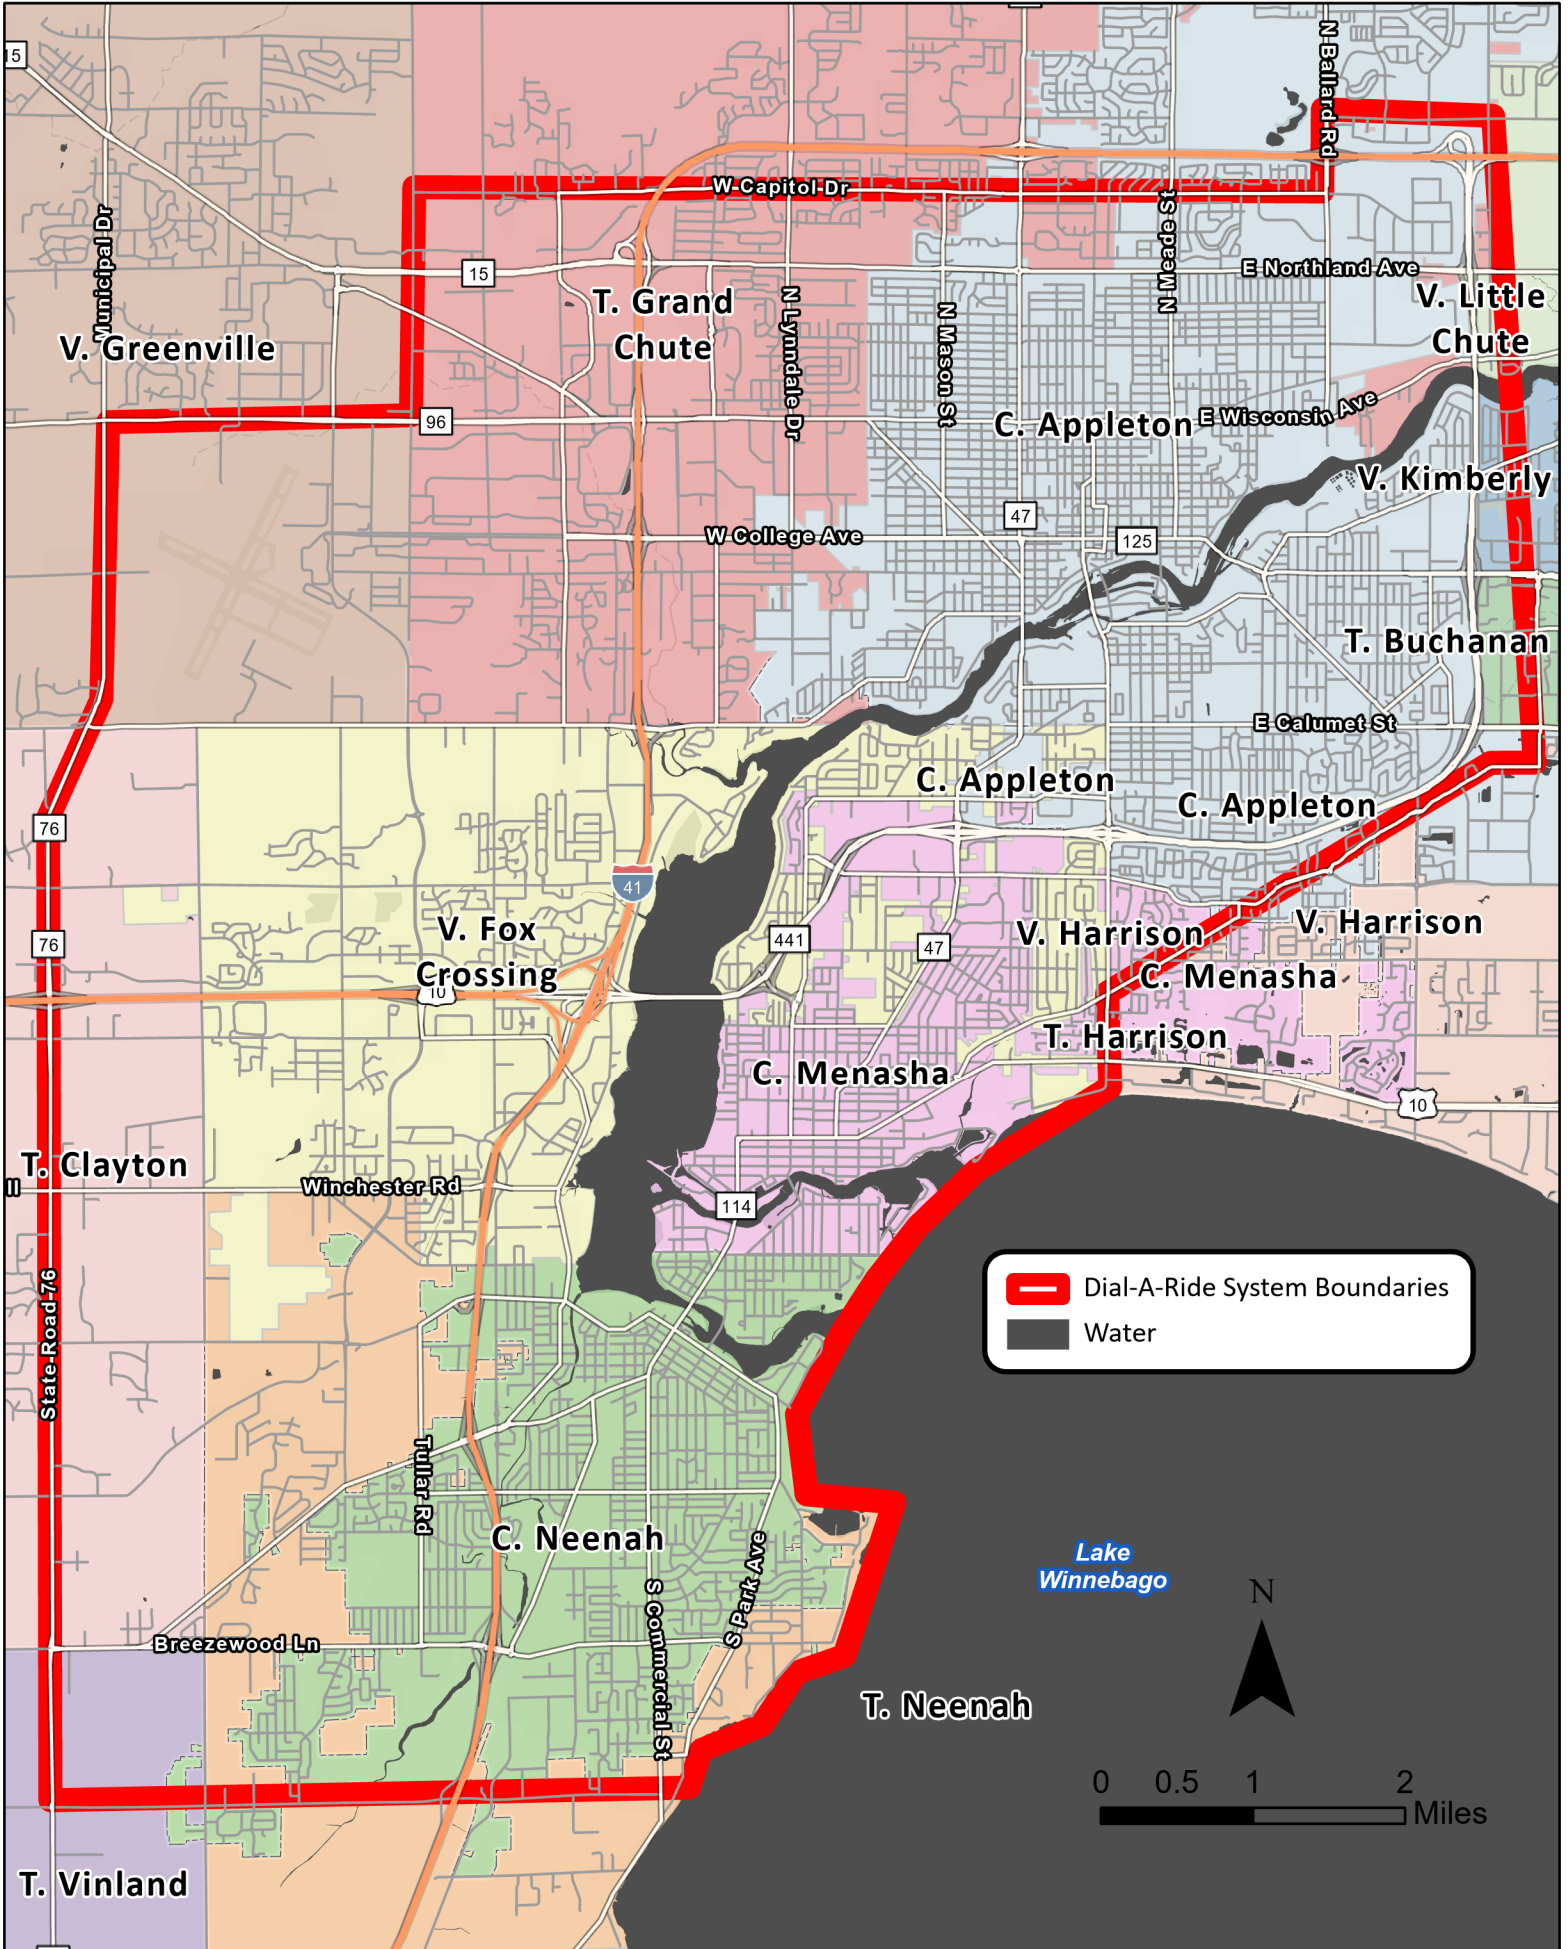 15
N Ballard Rd
W Capitol Dr
Municipal Dr
N Meade St
15
E Northland Ave
V. Greenville
T. Grand
Chute
N Lynndale Dr
N Mason St
V. Little
Chute
96
C. Appleton
E Wisconsin Ave
V. Kimberly
W College Ave
47
125
T. Buchanan
E Calumet St
C. Appleton
C. Appleton
76
41
V. Fox
Crossing
76
441
47
V. Harrison
V. Harrison
C. Menasha
10
T. Harrison
C. Menasha
10
T. Clayton
II
Winchester Rd
114
State Road 76
Dial-A-Ride System Boundaries
Water
Tullar Rd
C. Neenah
S Park Ave
S Commercial St
Lake
Winnebago
N
Breezewood Ln
T. Neenah
0 0.5 1 2
Miles
T. Vinland